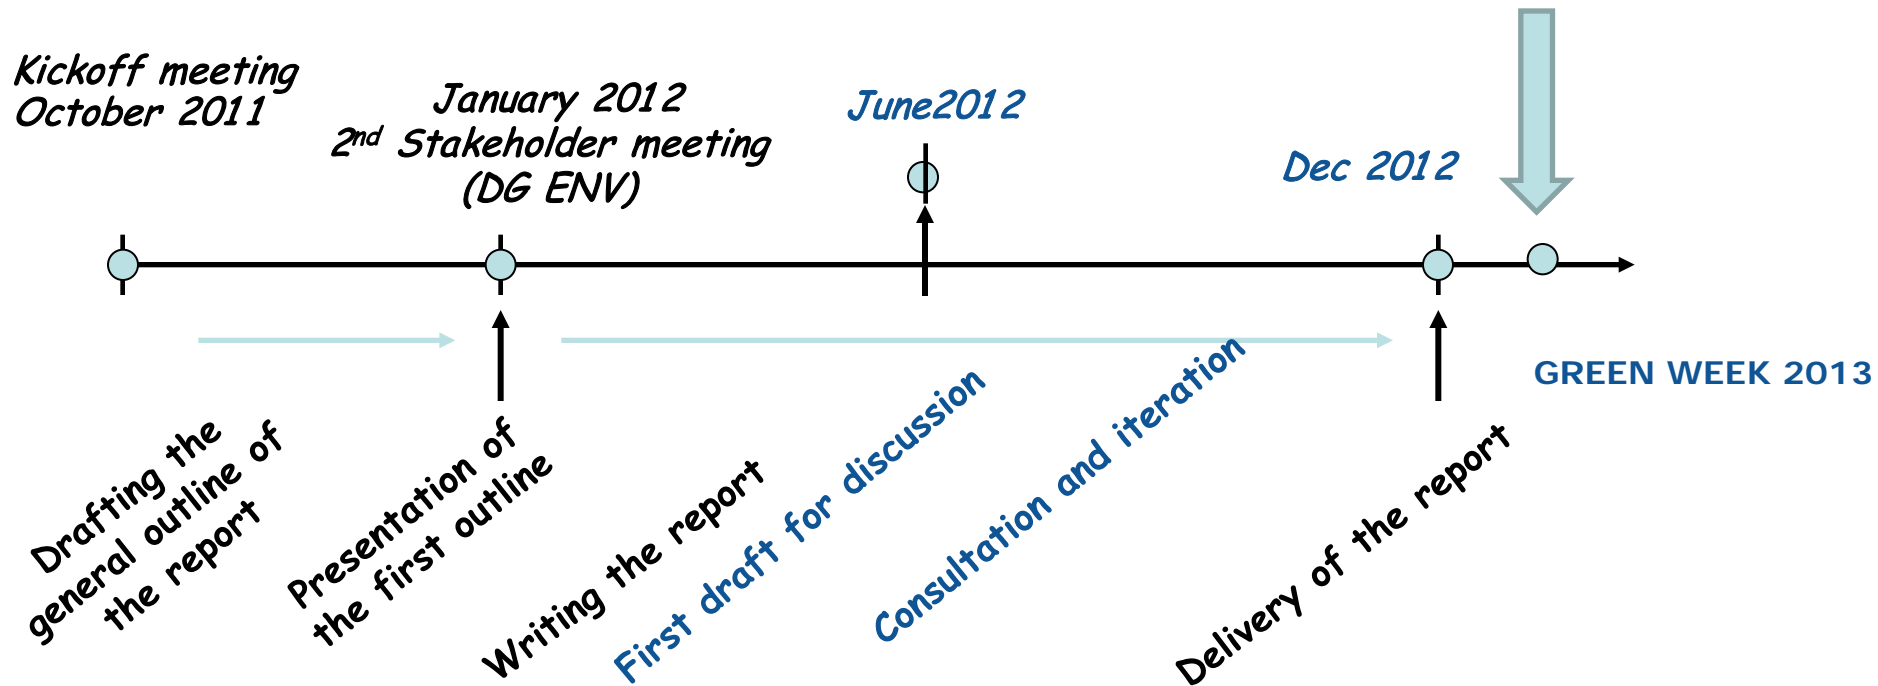 Kickoff meeting
October 2011
January 2012
2nd Stakeholder meeting
(DG ENV)
June2012
Dec 2012
GREEN WEEK 2013
Drafting the
general outline of
the report
Presentation of
the first outline
Writing the report
First draft for discussion
Consultation and iteration
Delivery of the report